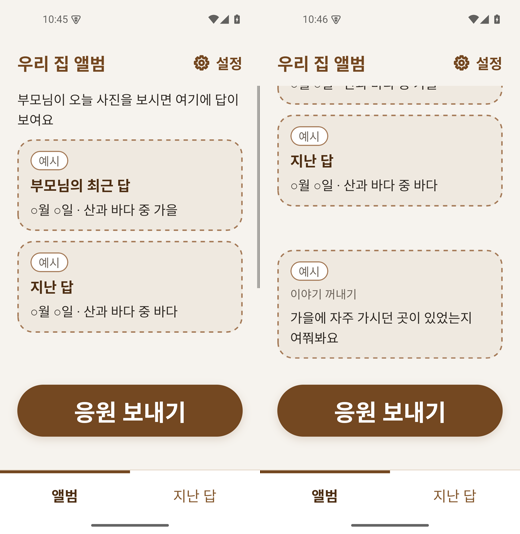 10:45
우리 집 앨범
설정
부모님이 오늘 사진을 보시면 여기에 답이
보여요
예시
부모님의 최근 답
○월 ○일 · 산과 바다 중 가을
예시
지난 답
○월 ○일 · 산과 바다 중 바다
응원 보내기
앨범
지난 답
10:46
우리 집 앨범
설정
예시
지난 답
○월 ○일 · 산과 바다 중 바다
예시
이야기 꺼내기
가을에 자주 가시던 곳이 있었는지
여쭤봐요
응원 보내기
앨범
지난 답